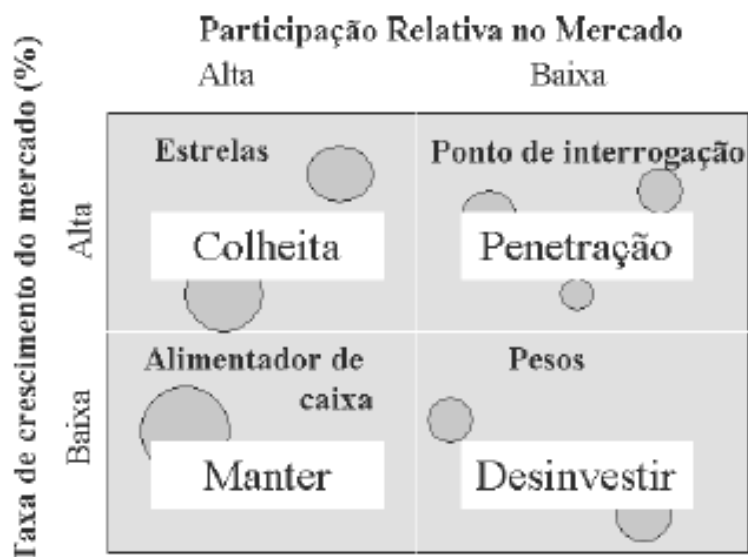 Participação Relativa no Mercado
Alta Baixa
Taxa de crescimento do mercado (%)
Alta
Estrelas
Colheita
Ponto de interrogação
Penetração
Baixa
Alimentador de
caixa
Manter
Pesos
Desinvestir